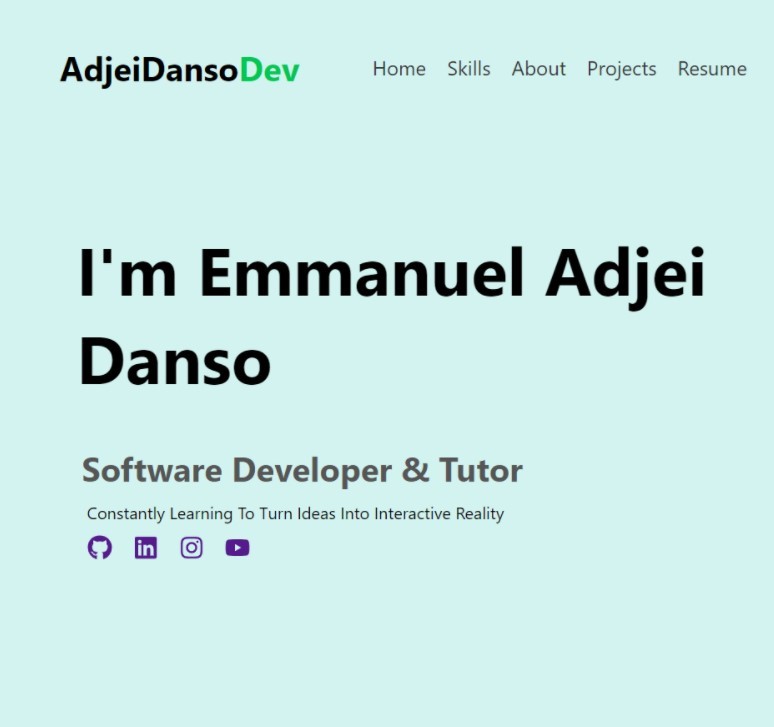 AdjeiDansoDev
Home Skills About Projects Resume
I'm Emmanuel Adjei
Danso
Software Developer & Tutor
Constantly Learning To Turn Ideas Into Interactive Reality
in